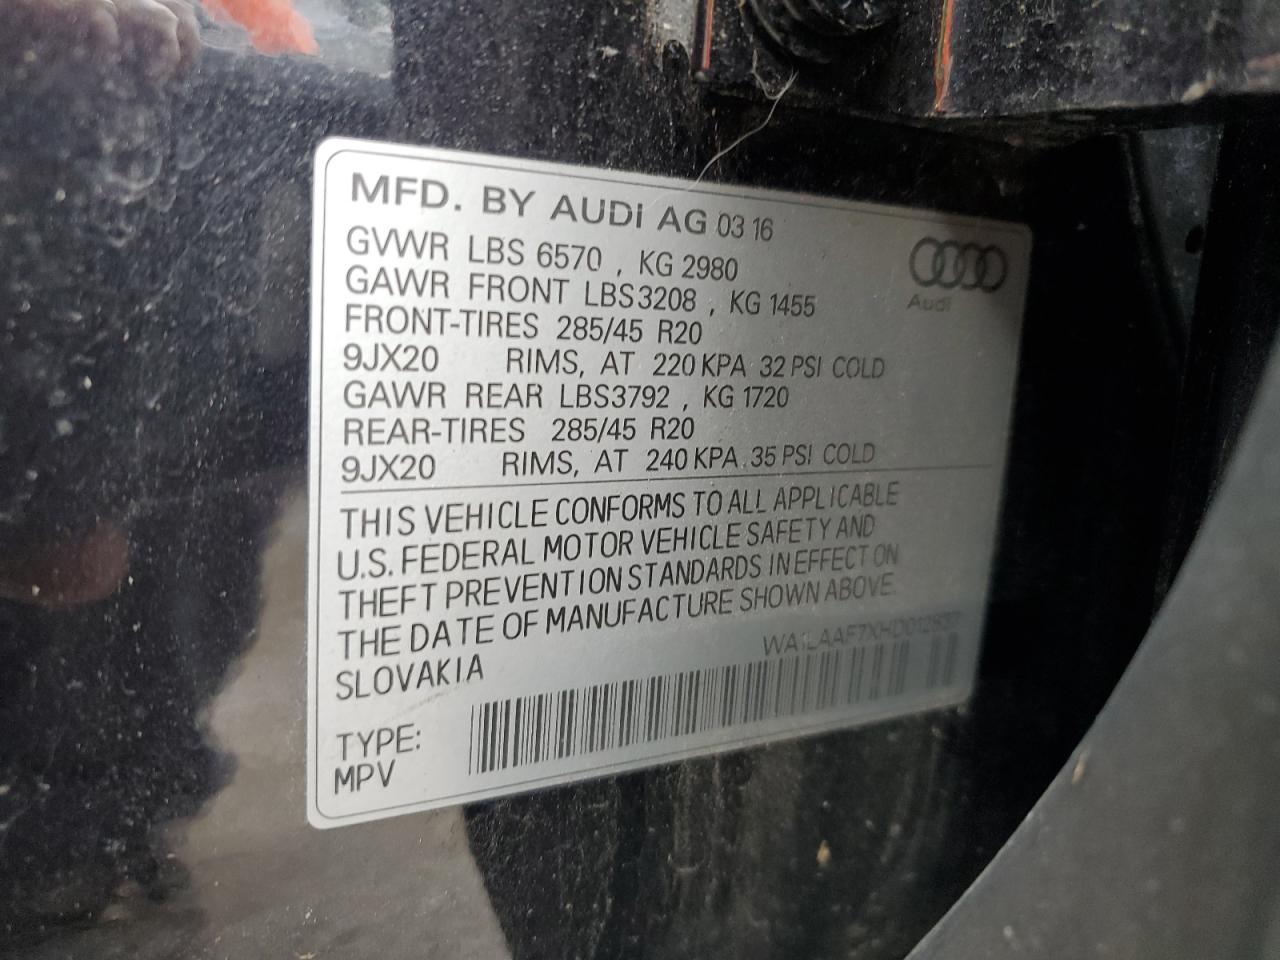 MFD. BY AUDI AG 03 16
GVWR LBS 6570 , KG 2980
GAWR FRONT LBS3208 , KG 1455
FRONT-TIRES 285/45 R20
9JX20 RIMS, AT 220 KPA 32 PSI COLD
GAWR REAR LBS3792 , KG 1720
REAR-TIRES 285/45 R20
9JX20 RIMS, AT 240 KPA 35 PSI COLD
Audi
THIS VEHICLE CONFORMS TO ALL APPLICABLE
U.S. FEDERAL MOTOR VEHICLE SAFETY AND
THEFT PREVENTION STANDARDS IN EFFECT ON
THE DATE OF MANUFACTURE SHOWN ABOVE.
SLOVAKIA
TYPE:
MPV